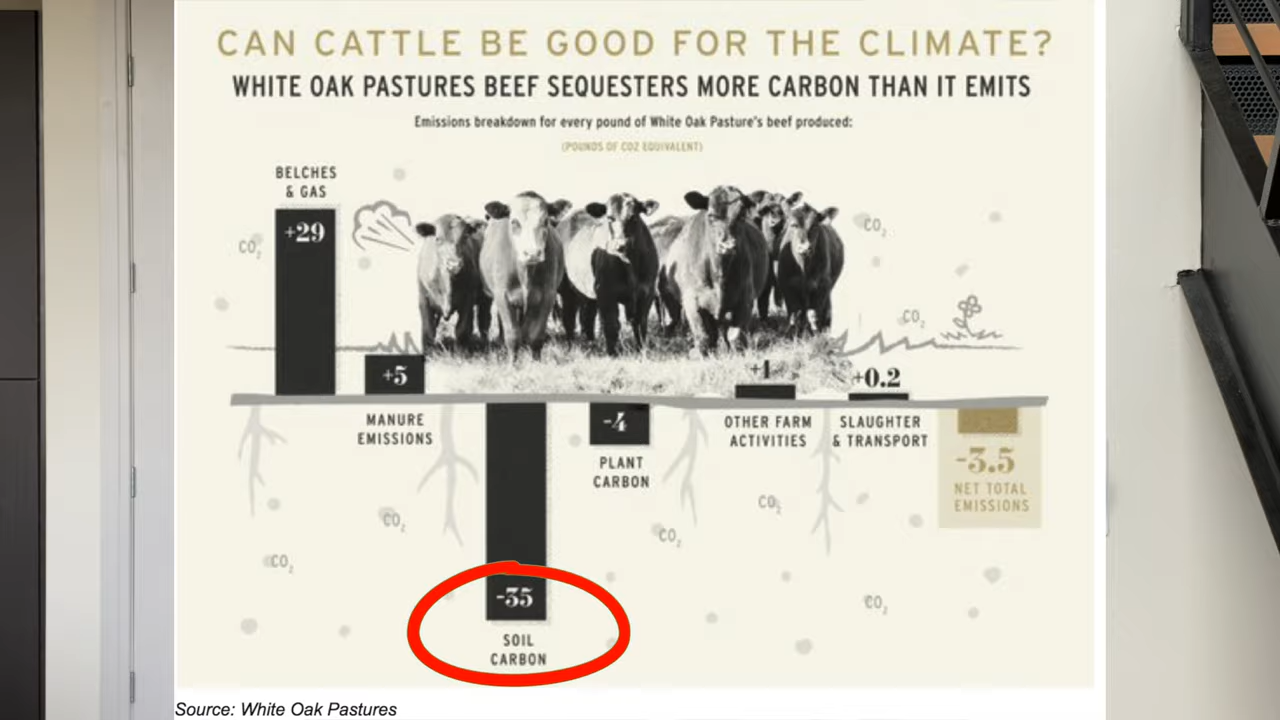 CAN CATTLE BE GOOD FOR THE CLIMATE?
WHITE OAK PASTURES BEEF SEQUESTERS MORE CARBON THAN IT EMITS
Emissions breakdown for every pound of White Oak Pasture's beef produced:
(POUNDS OF CO2 EQUIVALENT)
BELCHES
& GAS
+29
CO2
CO2
CO2
+5
MANURE
EMISSIONS
-35
SOIL
CARBON
-4
PLANT
CARBON
+1
OTHER FARM
ACTIVITIES
+0.2
SLAUGHTER
& TRANSPORT
-3.5
NET TOTAL
EMISSIONS
CO2
CO2
CO2
CO2
CO2
Source: White Oak Pastures